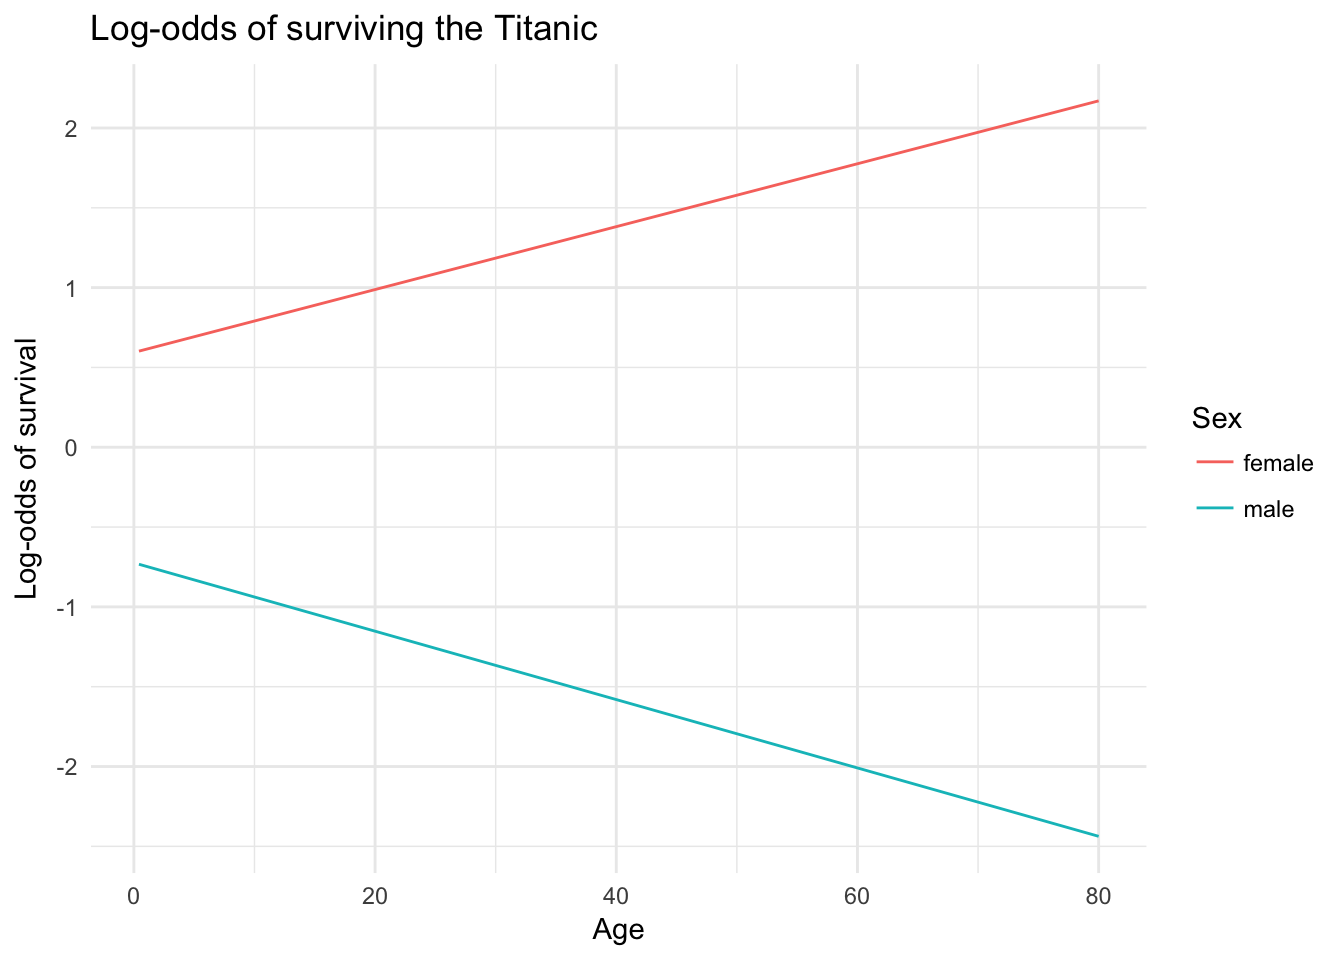 Log-odds of surviving the Titanic
Log-odds of survival
2
1
0
-1
-2
0 20 40 60 80
Age
Sex
female
male